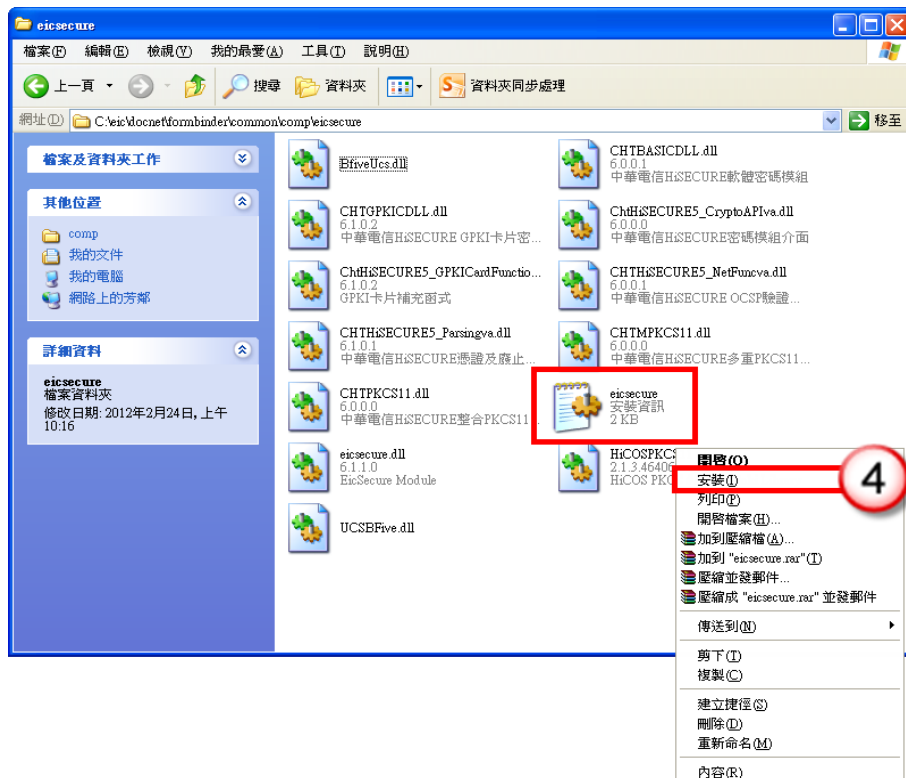 eicsecure
檔案(F) 編輯(E) 檢視(V) 我的最愛(A) 工具(T) 說明(H)
上一頁 搜尋 資料夾 資料夾同步處理
網址(D) C:\eic\docnet\formbinder\common\comp\eicsecure 移至
檔案及資料夾工作
其他位置
comp
我的文件
我的電腦
網路上的芳鄰
詳細資料
eicsecure
檔案資料夾
修改日期: 2012年2月24日, 上午
10:16
BfiveUcs.dll
CHTBASICDLL.dll
6.0.0.1
中華電信HiSECURE軟體密碼模組
CHTGPKICDLL.dll
6.1.0.2
中華電信HiSECURE GPKI卡片密...
ChtHiSECURE5_CryptoAPIva.dll
6.0.0.0
中華電信HiSECURE密碼模組介面
ChtHiSECURE5_GPKICardFunctio...
6.1.0.2
GPKI卡片補充函式
CHTHiSECURE5_NetFuncva.dll
6.0.0.1
中華電信HiSECURE OCSP驗證...
CHTHiSECURE5_Parsingva.dll
6.1.0.1
中華電信HiSECURE憑證及廢止...
CHTMPKCS11.dll
6.0.0.0
中華電信HiSECURE多重PKCS11...
CHTPKCS11.dll
6.0.0.0
中華電信HiSECURE整合PKCS11
eicsecure
安裝資訊
2 KB
eicsecure.dll
6.1.1.0
EicSecure Module
HiCOSPKCS
2.1.3.46406
HiCOS PKC
UCSBFive.dll
開啓(O)
安裝(I)
4
列印(P)
開啓檔案(H)...
加到壓縮檔(A)...
加到 "eicsecure.rar"(T)
壓縮並發郵件...
壓縮成 "eicsecure.rar" 並發郵件
傳送到(N)
剪下(T)
複製(C)
建立捷徑(S)
刪除(D)
重新命名(M)
內容(R)